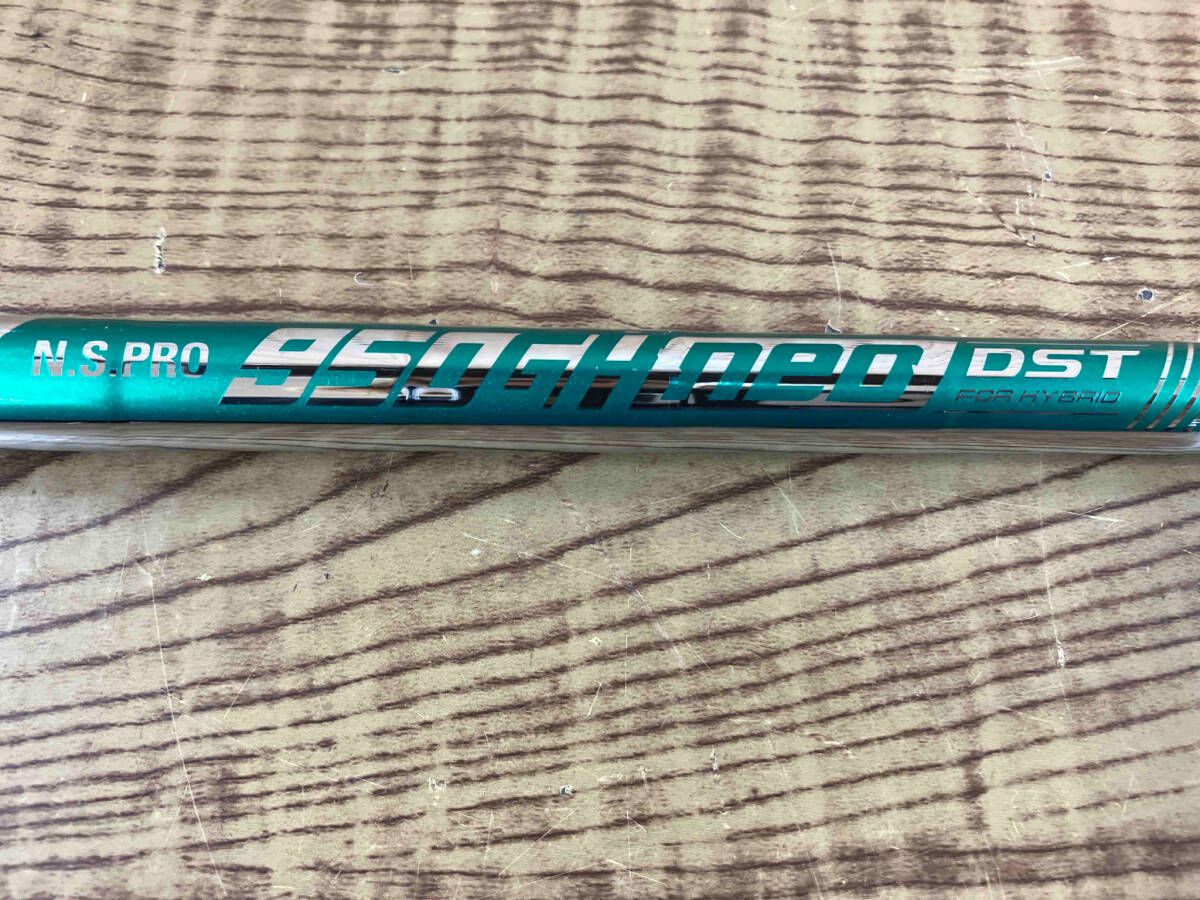 N.S.PRO 950GH neo DST
FOR HYBRID